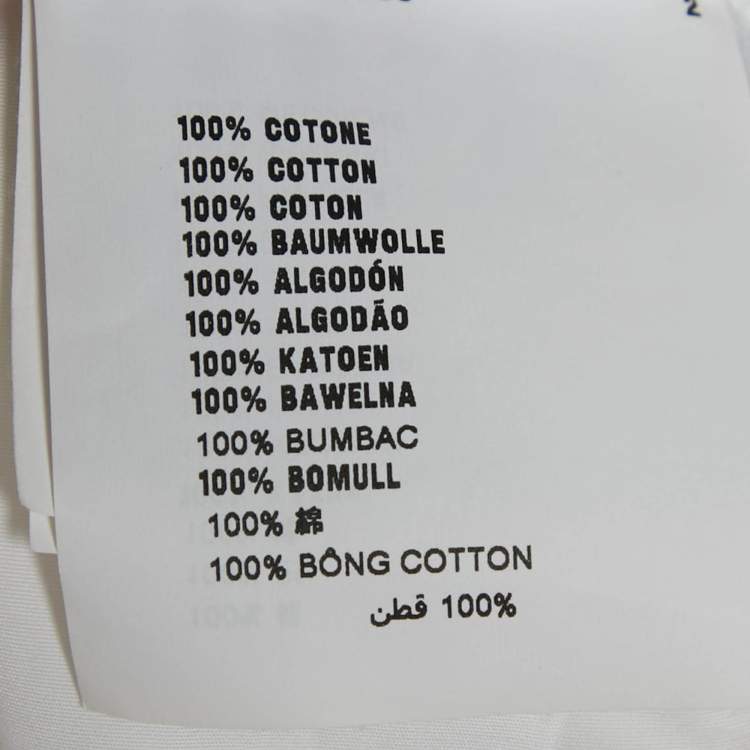 2
100% COTONE
100% COTTON
100% COTON
100% BAUMWOLLE
100% ALGODÓN
100% ALGODÃO
100% KATOEN
100% BAWELNA
100% BUMBAC
100% BOMULL
100% 綿
100% BÔNG COTTON
100% قطن